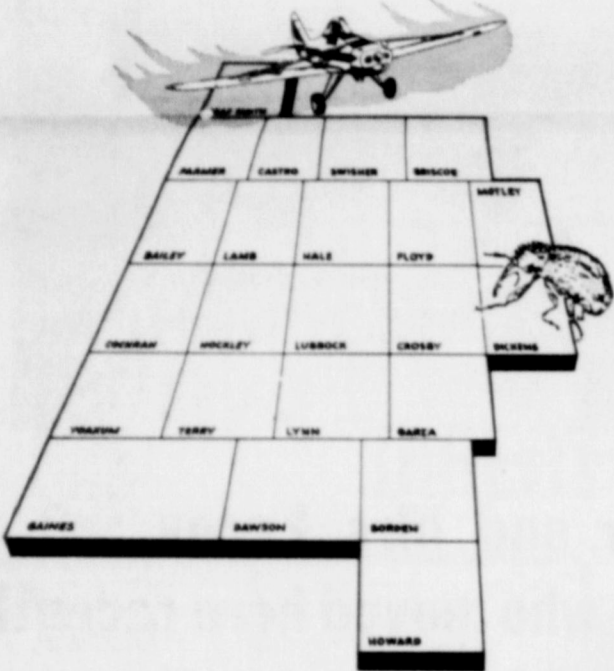 DEAF SMITH
PARMER CASTRO SWISHER BRISCOE
MOTLEY
BAILEY LAMB HALE FLOYD
COCHRAN HOCKLEY LUBBOCK CROSBY DICKENS
YOAKUM TERRY LYNN GARZA
GAINES DAWSON BORDEN
HOWARD